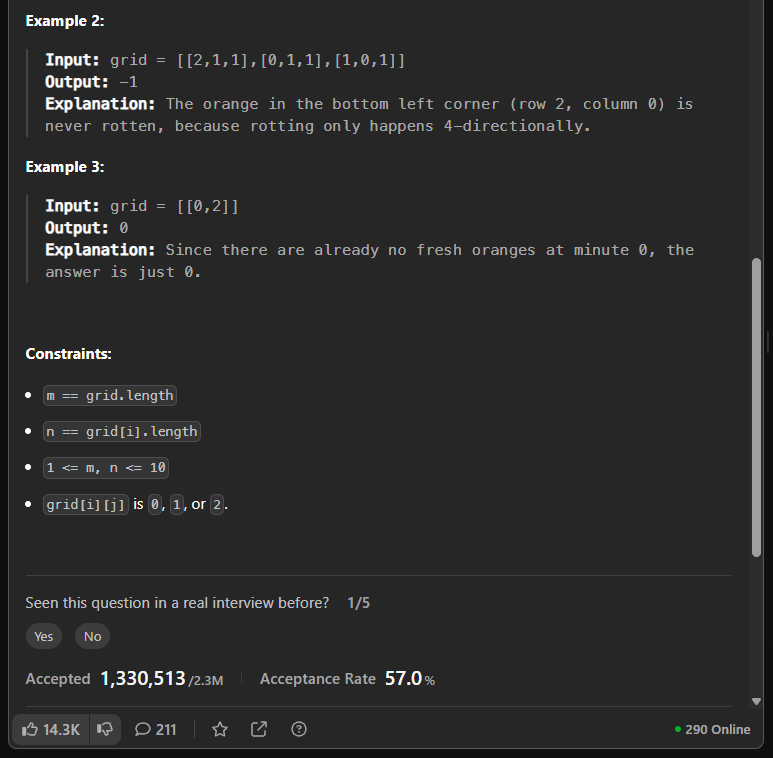 Example 2:
Input: grid = [[2,1,1],[0,1,1],[1,0,1]]
Output: -1
Explanation: The orange in the bottom left corner (row 2, column 0) is
never rotten, because rotting only happens 4-directionally.
Example 3:
Input: grid = [[0,2]]
Output: 0
Explanation: Since there are already no fresh oranges at minute 0, the
answer is just 0.
Constraints:
• m == grid.length
• n == grid[i].length
• 1 <= m, n <= 10
• grid[i][j] is 0, 1, or 2.
Seen this question in a real interview before? 1/5
Yes No
Accepted 1,330,513/2.3M Acceptance Rate 57.0%
14.3K 211 290 Online